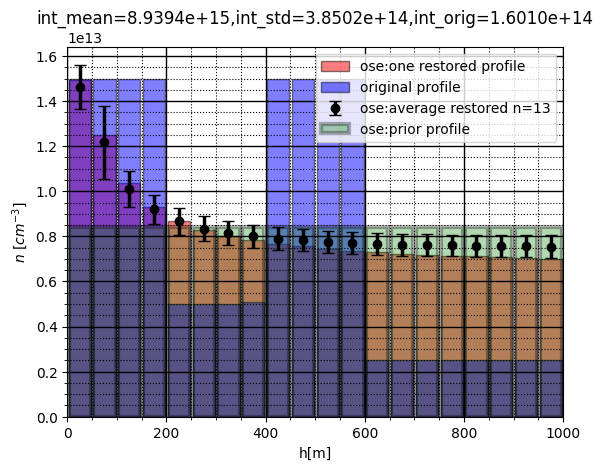 int_mean=8.9394e+15,int_std=3.8502e+14,int_orig=1.6010e+14
1e13
1.6
1.4
1.2
1.0
0.8
0.6
0.4
0.2
0.0
n [cm⁻³]
ose:one restored profile
original profile
ose:average restored n=13
ose:prior profile
0 200 400 600 800 1000
h[m]